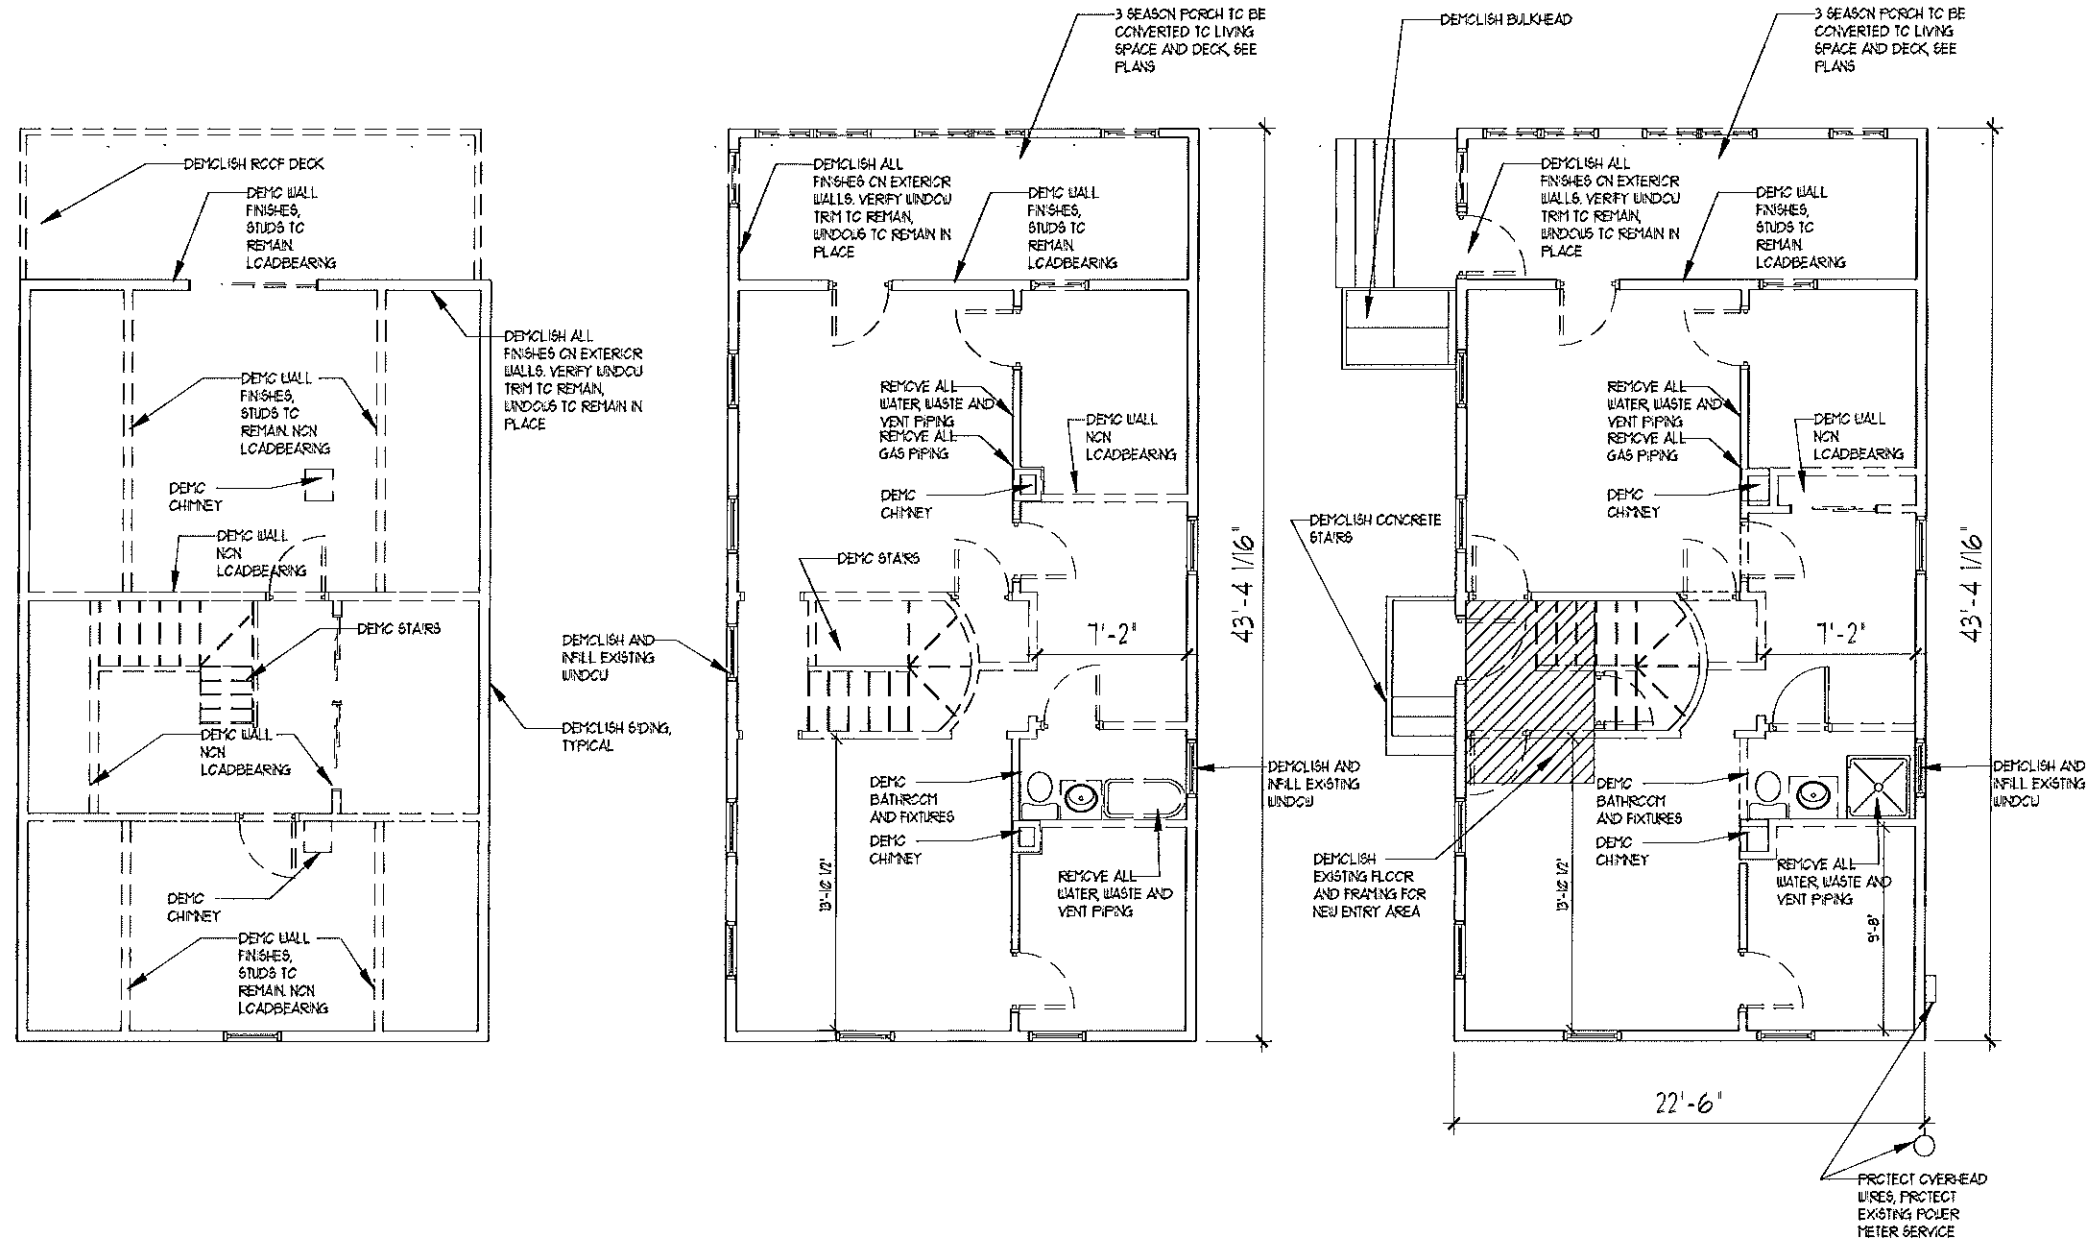 3 SEASON PORCH TO BE
CONVERTED TO LIVING
SPACE AND DECK, SEE
PLANS
DEMOLISH BULKHEAD
3 SEASON PORCH TO BE
CONVERTED TO LIVING
SPACE AND DECK, SEE
PLANS
DEMOLISH ROOF DECK
DEMO WALL
FINISHES,
STUDS TO
REMAIN.
LOADBEARING
DEMOLISH ALL
FINISHES ON EXTERIOR
WALLS. VERIFY WINDOW
TRIM TO REMAIN,
WINDOWS TO REMAIN IN
PLACE
DEMO WALL
FINISHES, STUDS TO
REMAIN. NON
LOADBEARING
DEMO
CHIMNEY
DEMO WALL
NON
LOADBEARING
DEMO STAIRS
DEMOLISH SIDING,
TYPICAL
DEMO WALL
NON
LOADBEARING
DEMO
CHIMNEY
DEMO WALL
FINISHES,
STUDS TO
REMAIN. NON
LOADBEARING
DEMOLISH ALL
FINISHES ON EXTERIOR
WALLS. VERIFY WINDOW
TRIM TO REMAIN,
WINDOWS TO REMAIN IN
PLACE
DEMO WALL
FINISHES,
STUDS TO
REMAIN.
LOADBEARING
REMOVE ALL
WATER, WASTE AND
VENT PIPING
REMOVE ALL
GAS PIPING
DEMO WALL
NON
LOADBEARING
DEMO
CHIMNEY
DEMO STAIRS
DEMOLISH AND
INFILL EXISTING
WINDOW
7'-2"
43'-4 1/16"
DEMO
BATHROOM
AND FIXTURES
DEMO
CHIMNEY
13'-10 1/2"
REMOVE ALL
WATER, WASTE AND
VENT PIPING
DEMOLISH AND
INFILL EXISTING
WINDOW
DEMOLISH ALL
FINISHES ON EXTERIOR
WALLS. VERIFY WINDOW
TRIM TO REMAIN,
WINDOWS TO REMAIN IN
PLACE
DEMO WALL
FINISHES,
STUDS TO
REMAIN.
LOADBEARING
REMOVE ALL
WATER, WASTE AND
VENT PIPING
REMOVE ALL
GAS PIPING
DEMO WALL
NON
LOADBEARING
DEMO
CHIMNEY
DEMOLISH CONCRETE
STAIRS
7'-2"
43'-4 1/16"
DEMOLISH AND
INFILL EXISTING
WINDOW
DEMO
BATHROOM
AND FIXTURES
DEMO
CHIMNEY
DEMOLISH
EXISTING FLOOR
AND FRAMING FOR
NEW ENTRY AREA
13'-10 1/2"
REMOVE ALL
WATER, WASTE AND
VENT PIPING
9'-8"
22'-6"
PROTECT OVERHEAD
WIRES, PROTECT
EXISTING POWER
METER SERVICE